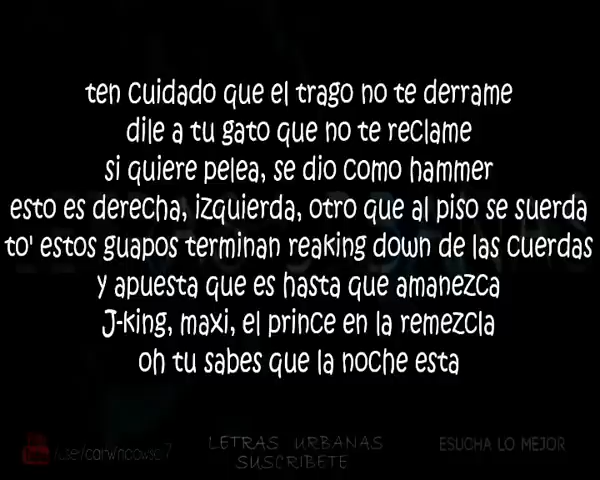 ten cuidado que el trago no te derrame
dile a tu gato que no te reclame
si quiere pelea, se dio como hammer
esto es derecha, izquierda, otro que al piso se suerda
to' estos guapos terminan reaking down de las cuerdas
y apuesta que es hasta que amanezca
J-king, maxi, el prince en la remezcla
oh tu sabes que la noche esta
LETRAS URBANAS
SUSCRIBETE
ESUCHA LO MEJOR